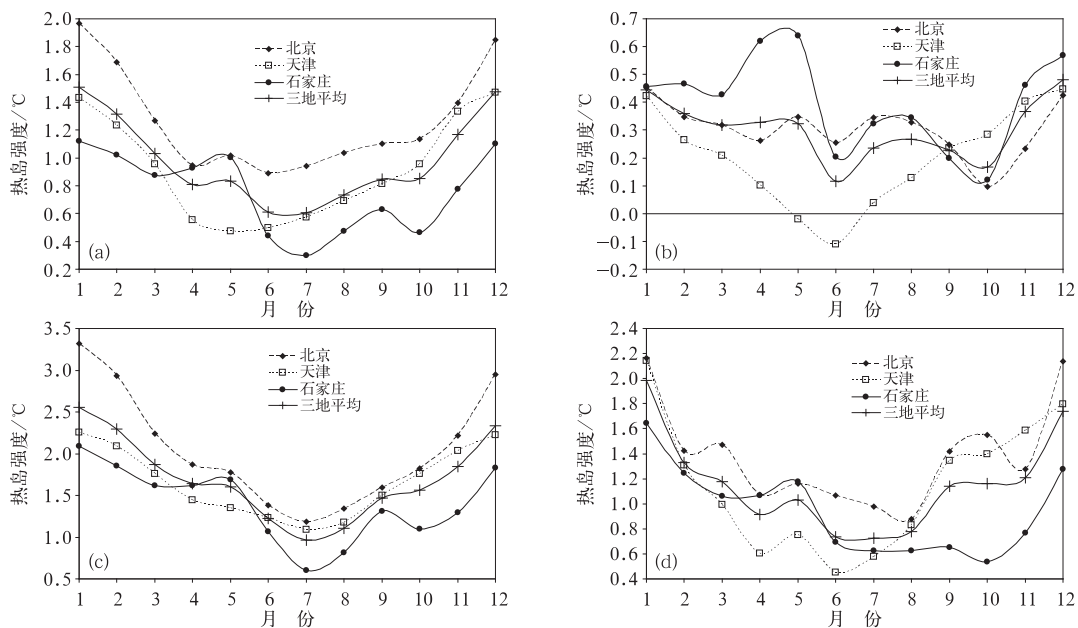 2.0
1.8
1.6
1.4
1.2
1.0
0.8
0.6
0.4
0.2
热岛强度/℃
北京
天津
石家庄
三地平均
(a)
1 2 3 4 5 6 7 8 9 10 11 12
月 份
0.7
0.6
0.5
0.4
0.3
0.2
0.1
0.0
−0.1
−0.2
热岛强度/℃
北京
天津
石家庄
三地平均
(b)
1 2 3 4 5 6 7 8 9 10 11 12
月 份
3.5
3.0
2.5
2.0
1.5
1.0
0.5
热岛强度/℃
北京
天津
石家庄
三地平均
(c)
1 2 3 4 5 6 7 8 9 10 11 12
月 份
2.4
2.2
2.0
1.8
1.6
1.4
1.2
1.0
0.8
0.6
0.4
热岛强度/℃
北京
天津
石家庄
三地平均
(d)
1 2 3 4 5 6 7 8 9 10 11 12
月 份